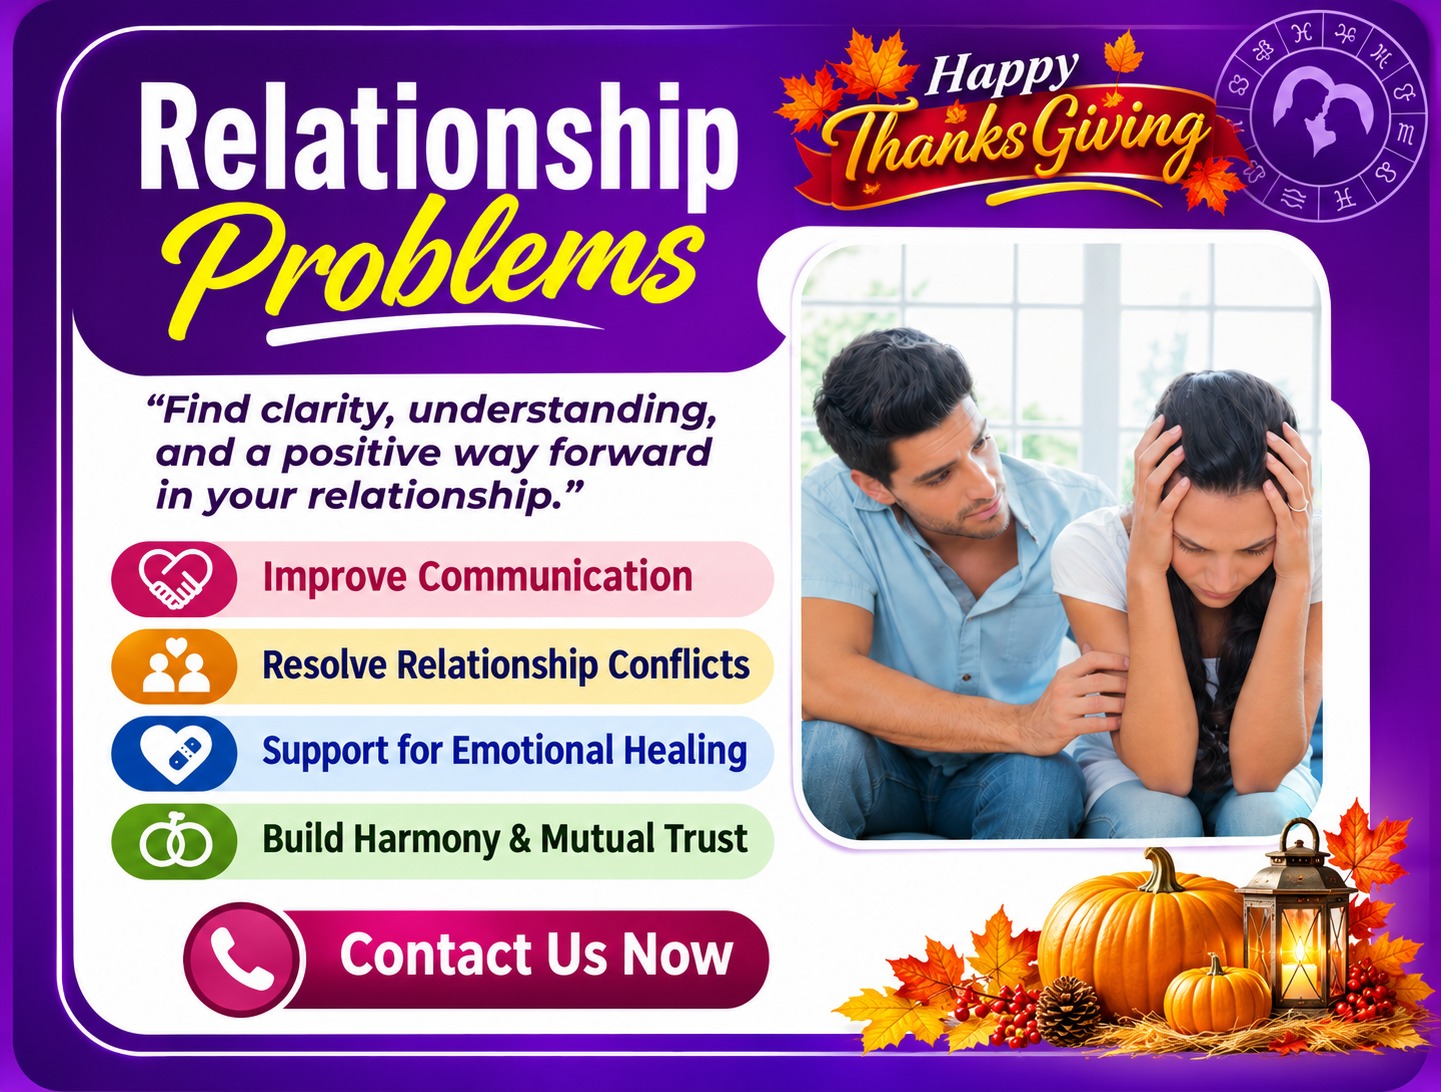 Relationship
Problems
Happy
ThanksGiving
“Find clarity, understanding,
and a positive way forward
in your relationship.”
Improve Communication
Resolve Relationship Conflicts
Support for Emotional Healing
Build Harmony & Mutual Trust
Contact Us Now